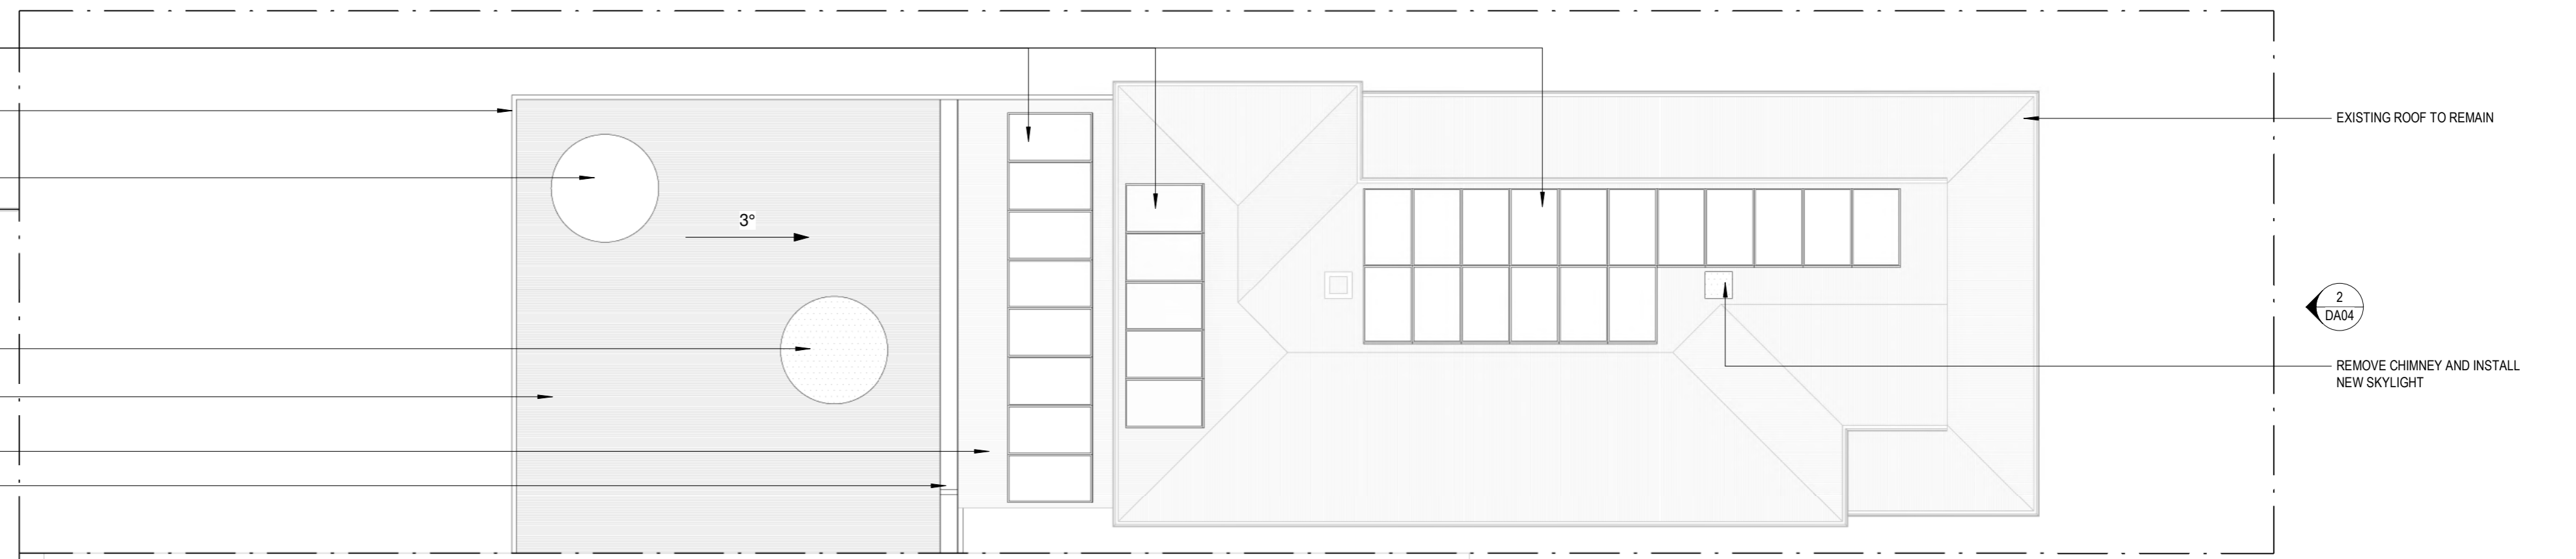 EXISTING ROOF TO REMAIN
3°
2
DA04
REMOVE CHIMNEY AND INSTALL
NEW SKYLIGHT